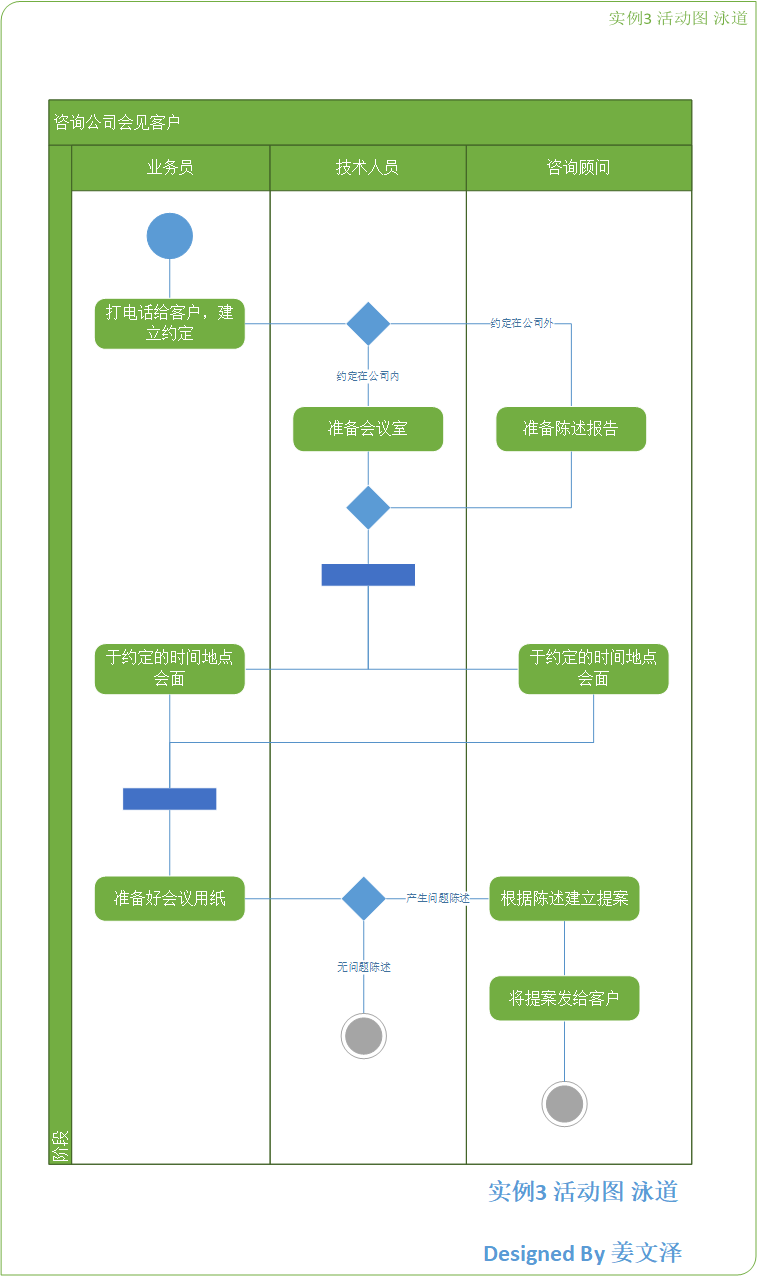 实例3 活动图 泳道
咨询公司会见客户
业务员
技术人员
咨询顾问
打电话给客户，建
立约定
约定在公司外
约定在公司内
准备会议室
准备陈述报告
于约定的时间地点
会面
于约定的时间地点
会面
准备好会议用纸
产生问题陈述
根据陈述建立提案
无问题陈述
将提案发给客户
阶段
实例3 活动图 泳道
Designed By 姜文泽